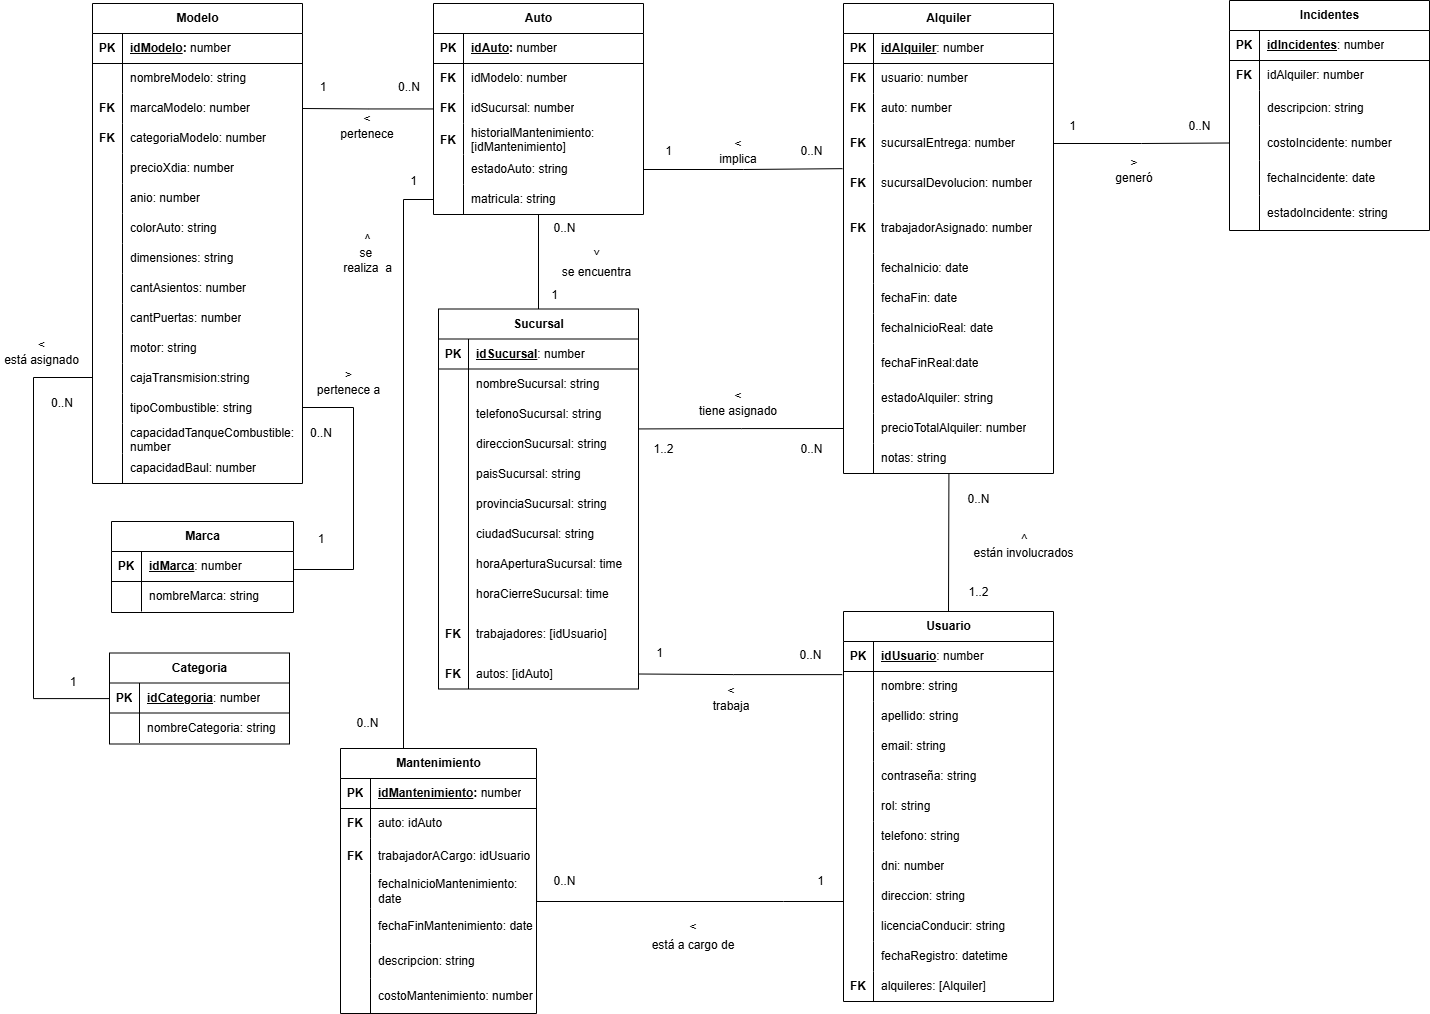 Modelo
PK idModelo: number
nombreModelo: string
FK marcaModelo: number
FK categoriaModelo: number
precioXdia: number
anio: number
colorAuto: string
dimensiones: string
cantAsientos: number
cantPuertas: number
motor: string
cajaTransmision:string
tipoCombustible: string
capacidadTanqueCombustible:
number
capacidadBaul: number
1
0..N
<
pertenece
Auto
PK idAuto: number
FK idModelo: number
FK idSucursal: number
FK historialMantenimiento:
[idMantenimiento]
estadoAuto: string
matricula: string
1
<
implica
0..N
Alquiler
PK idAlquiler: number
FK usuario: number
FK auto: number
FK sucursalEntrega: number
FK sucursalDevolucion: number
FK trabajadorAsignado: number
fechaInicio: date
fechaFin: date
fechaInicioReal: date
fechaFinReal:date
estadoAlquiler: string
precioTotalAlquiler: number
notas: string
1
0..N
>
generó
Incidentes
PK idIncidentes: number
FK idAlquiler: number
descripcion: string
costoIncidente: number
fechaIncidente: date
estadoIncidente: string
1
^
se
realiza a
0..N
0..N
v
se encuentra
1
Sucursal
PK idSucursal: number
nombreSucursal: string
telefonoSucursal: string
direccionSucursal: string
paisSucursal: string
provinciaSucursal: string
ciudadSucursal: string
horaAperturaSucursal: time
horaCierreSucursal: time
FK trabajadores: [idUsuario]
FK autos: [idAuto]
<
tiene asignado
1..2
0..N
<
está asignado
0..N
1
>
pertenece a
0..N
1
Marca
PK idMarca: number
nombreMarca: string
Categoria
PK idCategoria: number
nombreCategoria: string
0..N
^
están involucrados
1..2
1
0..N
<
trabaja
Usuario
PK idUsuario: number
nombre: string
apellido: string
email: string
contraseña: string
rol: string
telefono: string
dni: number
direccion: string
licenciaConducir: string
fechaRegistro: datetime
FK alquileres: [Alquiler]
Mantenimiento
PK idMantenimiento: number
FK auto: idAuto
FK trabajadorACargo: idUsuario
fechaInicioMantenimiento:
date
fechaFinMantenimiento: date
descripcion: string
costoMantenimiento: number
0..N
1
<
está a cargo de